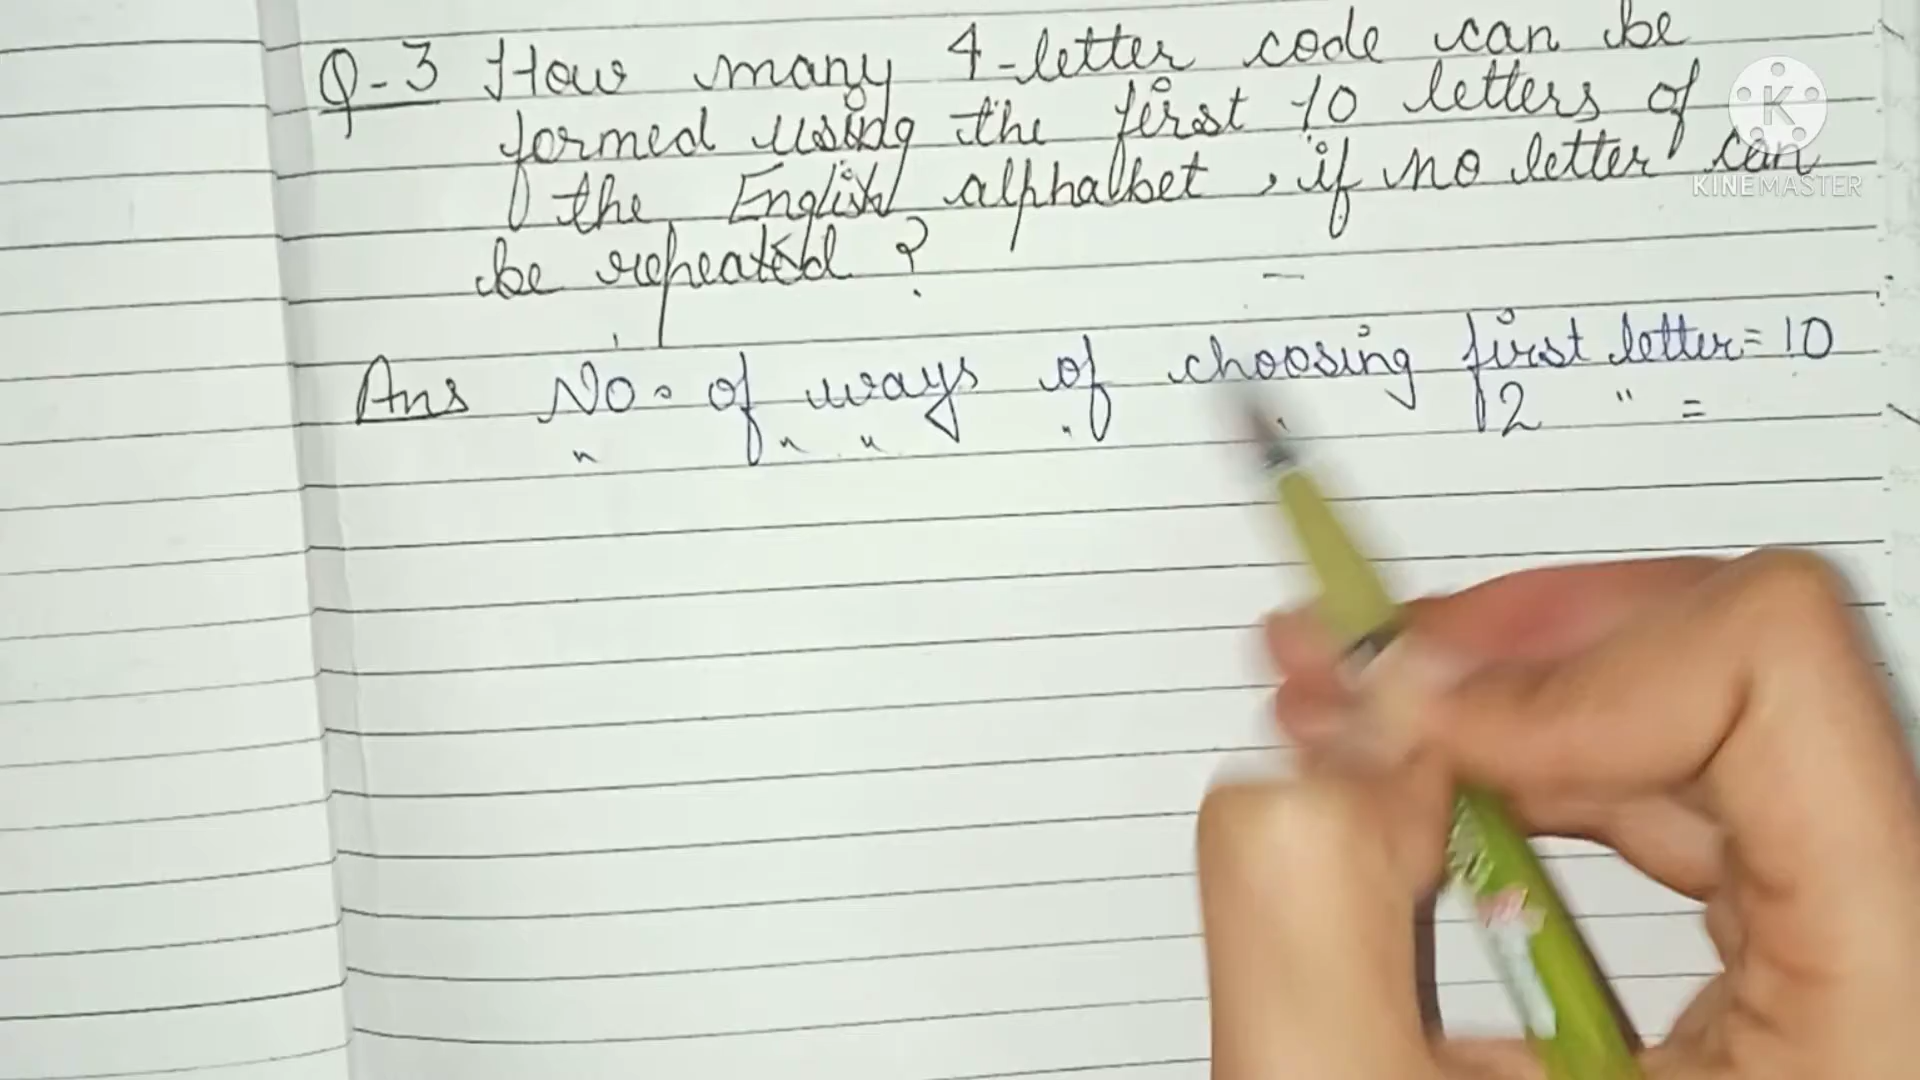 Q-3 How many 4-letter code can be
formed using the first 10 letters of
the English alphabet, if no letter can
be repeated?
Ans No. of ways of choosing first letter = 10
" " " " " 2 " =
K
KINEMASTER